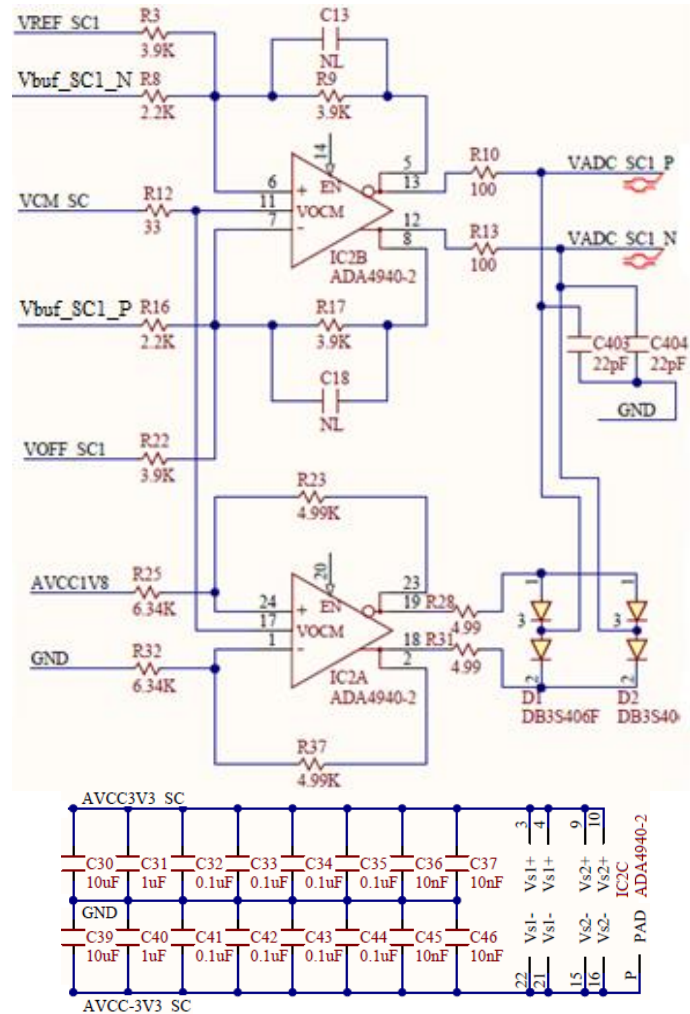 VREF_SC1
R3
3.9K
C13
NL
Vbuf_SC1_N
R8
2.2K
R9
3.9K
14
EN
5
13
6
+
11
VOCM
7
-
12
8
VCM_SC
R12
33
R10
100
VADC_SC1_P
R13
100
VADC_SC1_N
IC2B
ADA4940-2
Vbuf_SC1_P
R16
2.2K
R17
3.9K
C18
NL
C403
22pF
C404
22pF
GND
VOFF_SC1
R22
3.9K
R23
4.99K
AVCC1V8
R25
6.34K
20
EN
23
19
24
+
17
VOCM
1
-
18
2
R28
4.99
R31
4.99
GND
R32
6.34K
IC2A
ADA4940-2
R37
4.99K
1
3
2
D1
DB3S406F
1
3
2
D2
DB3S40
AVCC3V3_SC
C30
10uF
C31
1uF
C32
0.1uF
C33
0.1uF
C34
0.1uF
C35
0.1uF
C36
10nF
C37
10nF
GND
C39
10uF
C40
1uF
C41
0.1uF
C42
0.1uF
C43
0.1uF
C44
0.1uF
C45
10nF
C46
10nF
AVCC-3V3_SC
3
4
9
10
Vs1+
Vs1+
Vs2+
Vs2+
Vs1-
Vs1-
Vs2-
Vs2-
22
21
15
16
P
PAD
IC2C
ADA4940-2